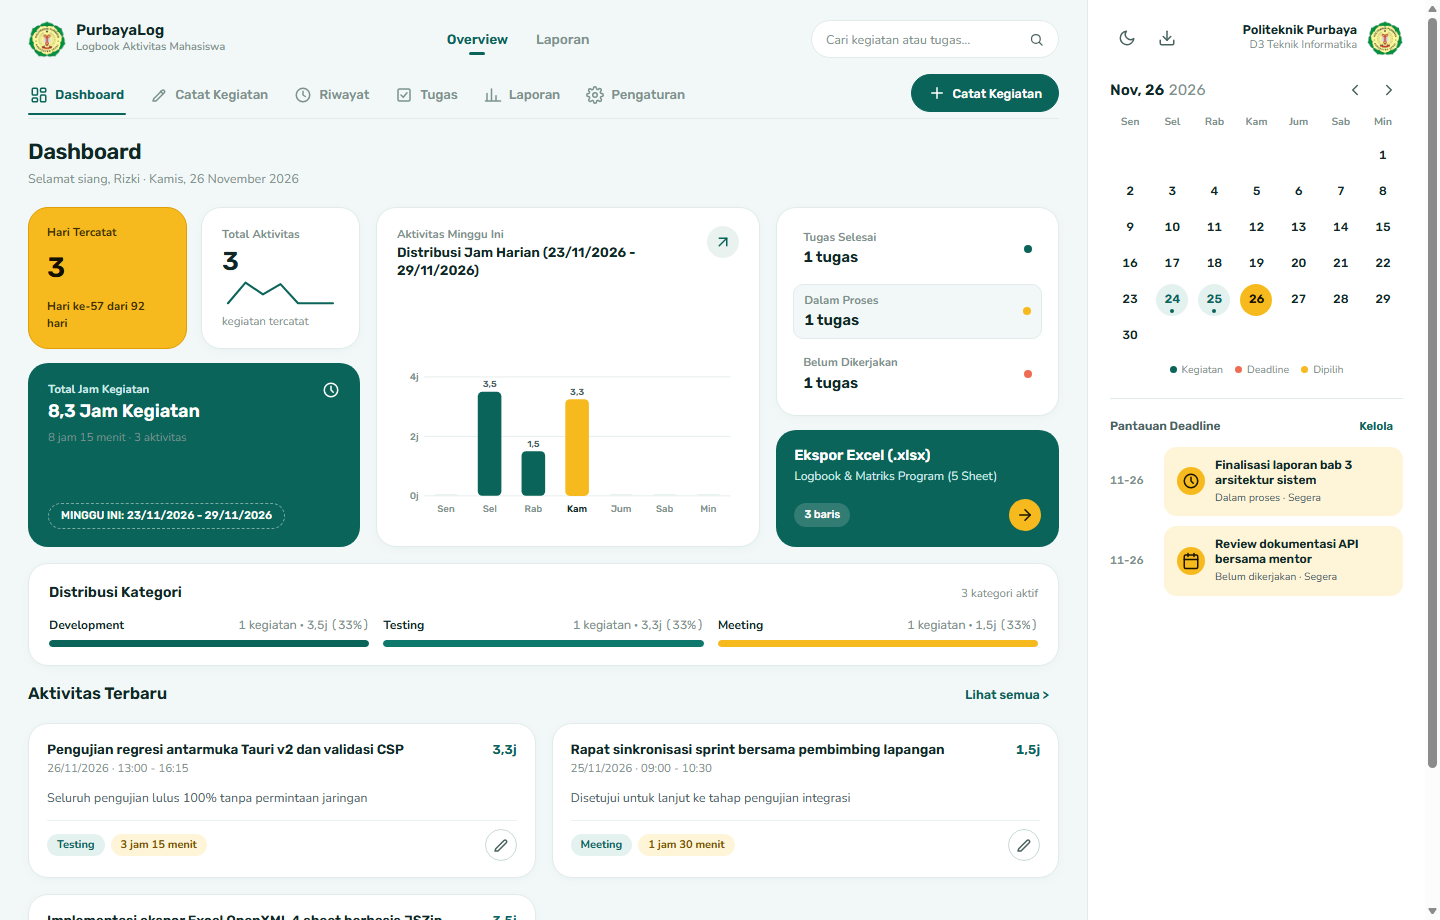 PurbayaLog
Logbook Aktivitas Mahasiswa
Overview
Laporan
Cari kegiatan atau tugas...
Politeknik Purbaya
D3 Teknik Informatika
Dashboard
Catat Kegiatan
Riwayat
Tugas
Laporan
Pengaturan
Catat Kegiatan
Dashboard
Selamat siang, Rizki · Kamis, 26 November 2026
Hari Tercatat
3
Hari ke-57 dari 92
hari
Total Aktivitas
3
kegiatan tercatat
Total Jam Kegiatan
8,3 Jam Kegiatan
8 jam 15 menit · 3 aktivitas
MINGGU INI: 23/11/2026 - 29/11/2026
Aktivitas Minggu Ini
Distribusi Jam Harian (23/11/2026 -
29/11/2026)
4j
2j
0j
3,5
1,5
3,3
Sen Sel Rab Kam Jum Sab Min
Tugas Selesai
1 tugas
Dalam Proses
1 tugas
Belum Dikerjakan
1 tugas
Ekspor Excel (.xlsx)
Logbook & Matriks Program (5 Sheet)
3 baris
Distribusi Kategori
3 kategori aktif
Development
1 kegiatan • 3,5j (33%)
Testing
1 kegiatan • 3,3j (33%)
Meeting
1 kegiatan • 1,5j (33%)
Aktivitas Terbaru
Lihat semua >
Pengujian regresi antarmuka Tauri v2 dan validasi CSP
3,3j
26/11/2026 · 13:00 - 16:15
Seluruh pengujian lulus 100% tanpa permintaan jaringan
Testing
3 jam 15 menit
Rapat sinkronisasi sprint bersama pembimbing lapangan
1,5j
25/11/2026 · 09:00 - 10:30
Disetujui untuk lanjut ke tahap pengujian integrasi
Meeting
1 jam 30 menit
Implementasi ekspor Excel OpenXML 4 sheet berbasis JSZip
3,5j
Nov, 26 2026
Sen Sel Rab Kam Jum Sab Min
1
2 3 4 5 6 7 8
9 10 11 12 13 14 15
16 17 18 19 20 21 22
23 24 25 26 27 28 29
30
Kegiatan
Deadline
Dipilih
Pantauan Deadline
Kelola
11-26
Finalisasi laporan bab 3
arsitektur sistem
Dalam proses · Segera
11-26
Review dokumentasi API
bersama mentor
Belum dikerjakan · Segera